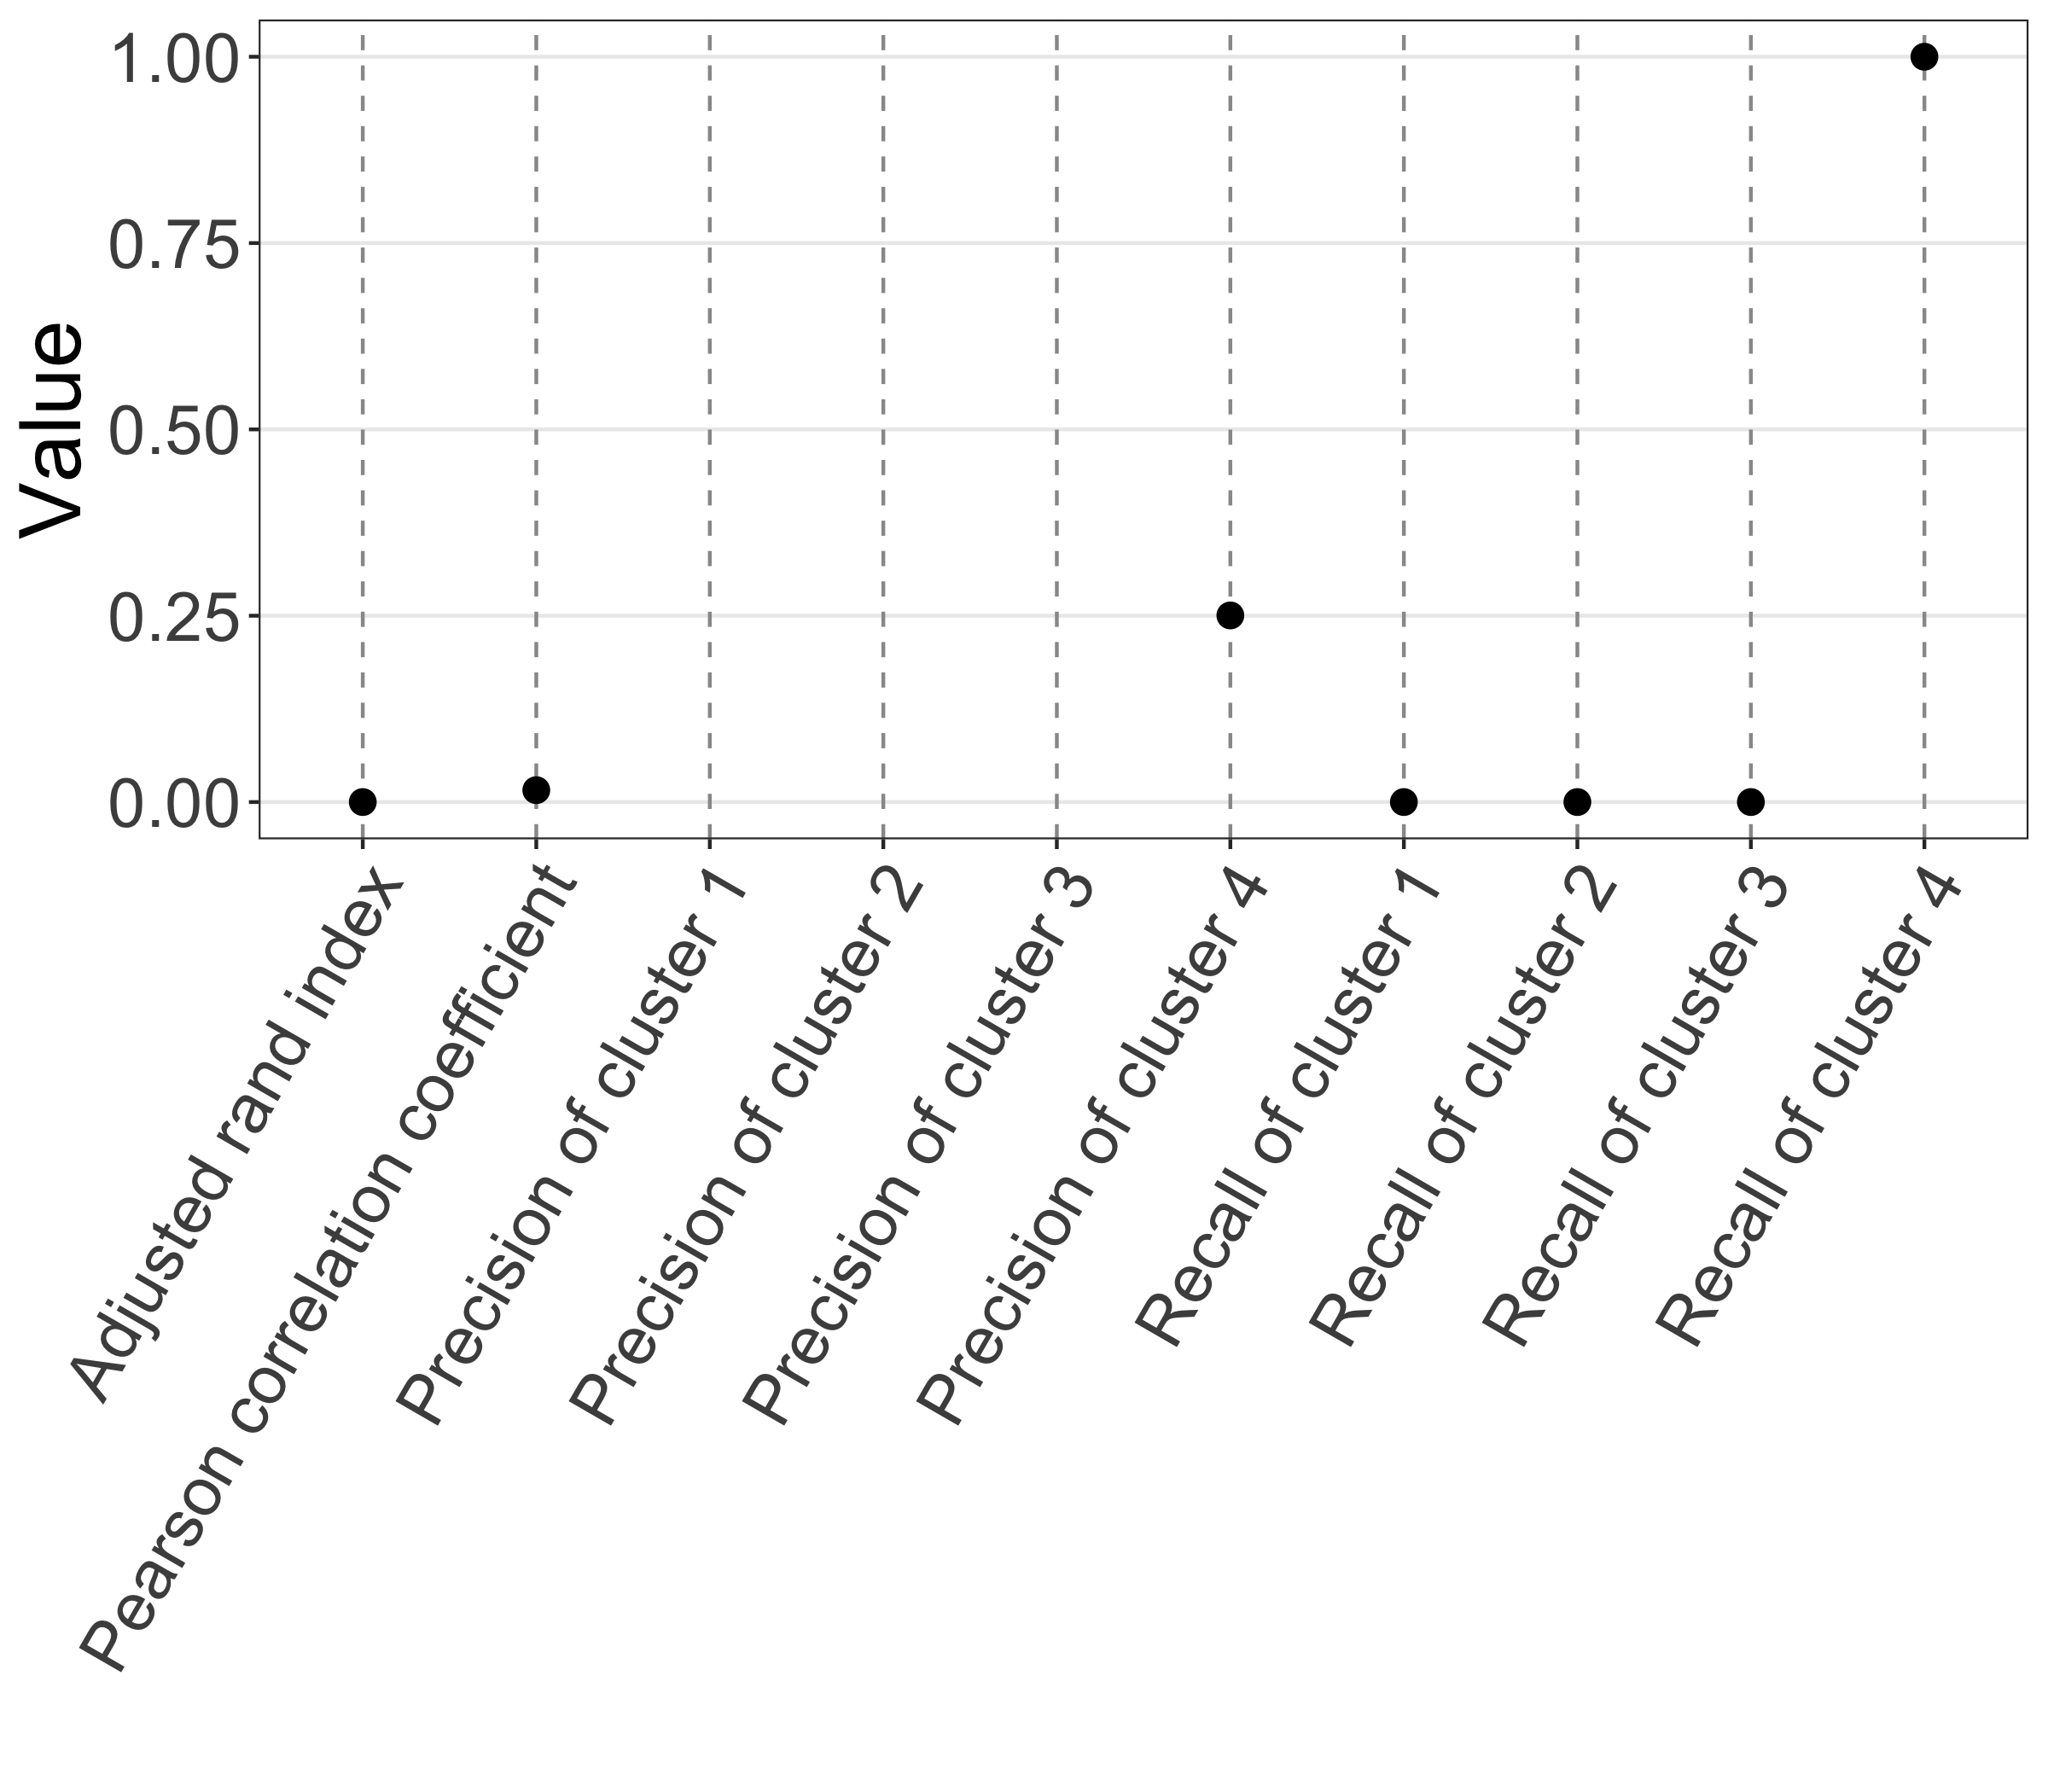 Value
1.00
0.75
0.50
0.25
0.00
Adjusted rand index
Pearson correlation coefficient
Precision of cluster 1
Precision of cluster 2
Precision of cluster 3
Precision of cluster 4
Recall of cluster 1
Recall of cluster 2
Recall of cluster 3
Recall of cluster 4